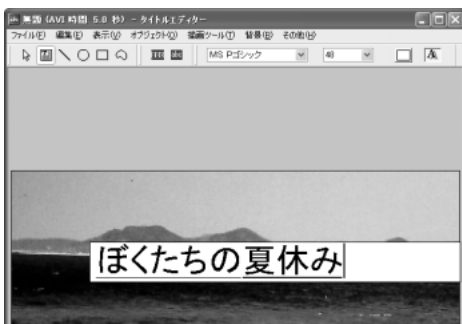 無題 (AVI 時間 5.0 秒) - タイトルエディター
ファイル(F) 編集(E) 表示(V) オブジェクト(O) 描画ツール(T) 背景(B) その他(H)
MS Pゴシック 48
ぼくたちの夏休み